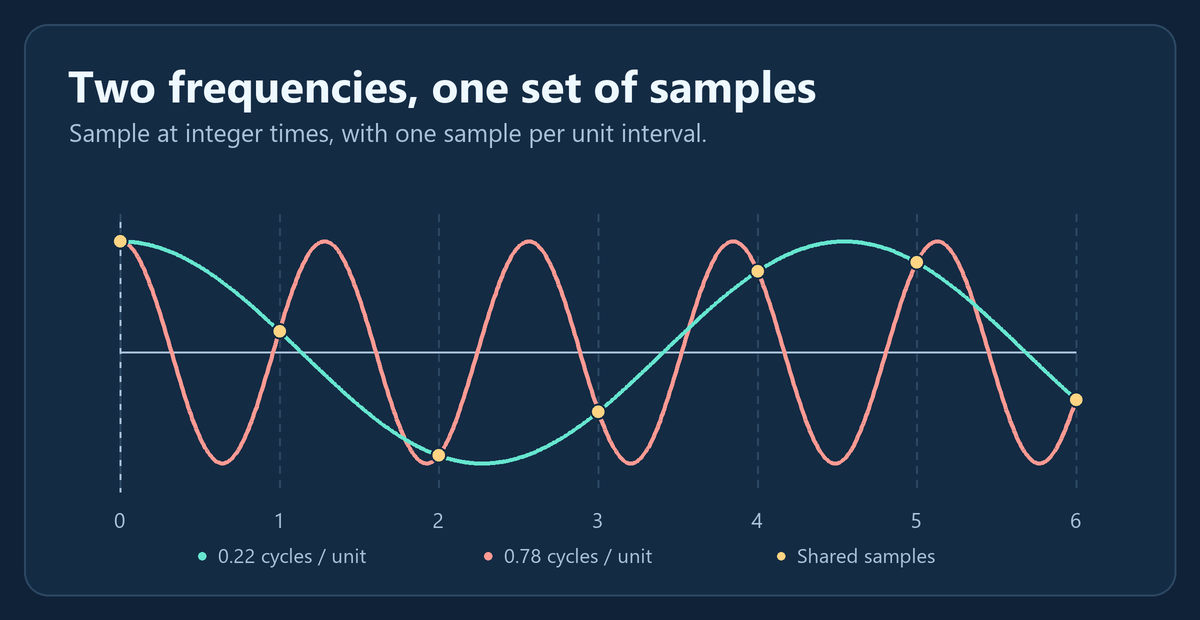 Two frequencies, one set of samples
Sample at integer times, with one sample per unit interval.
0 1 2 3 4 5 6
0.22 cycles / unit 0.78 cycles / unit Shared samples